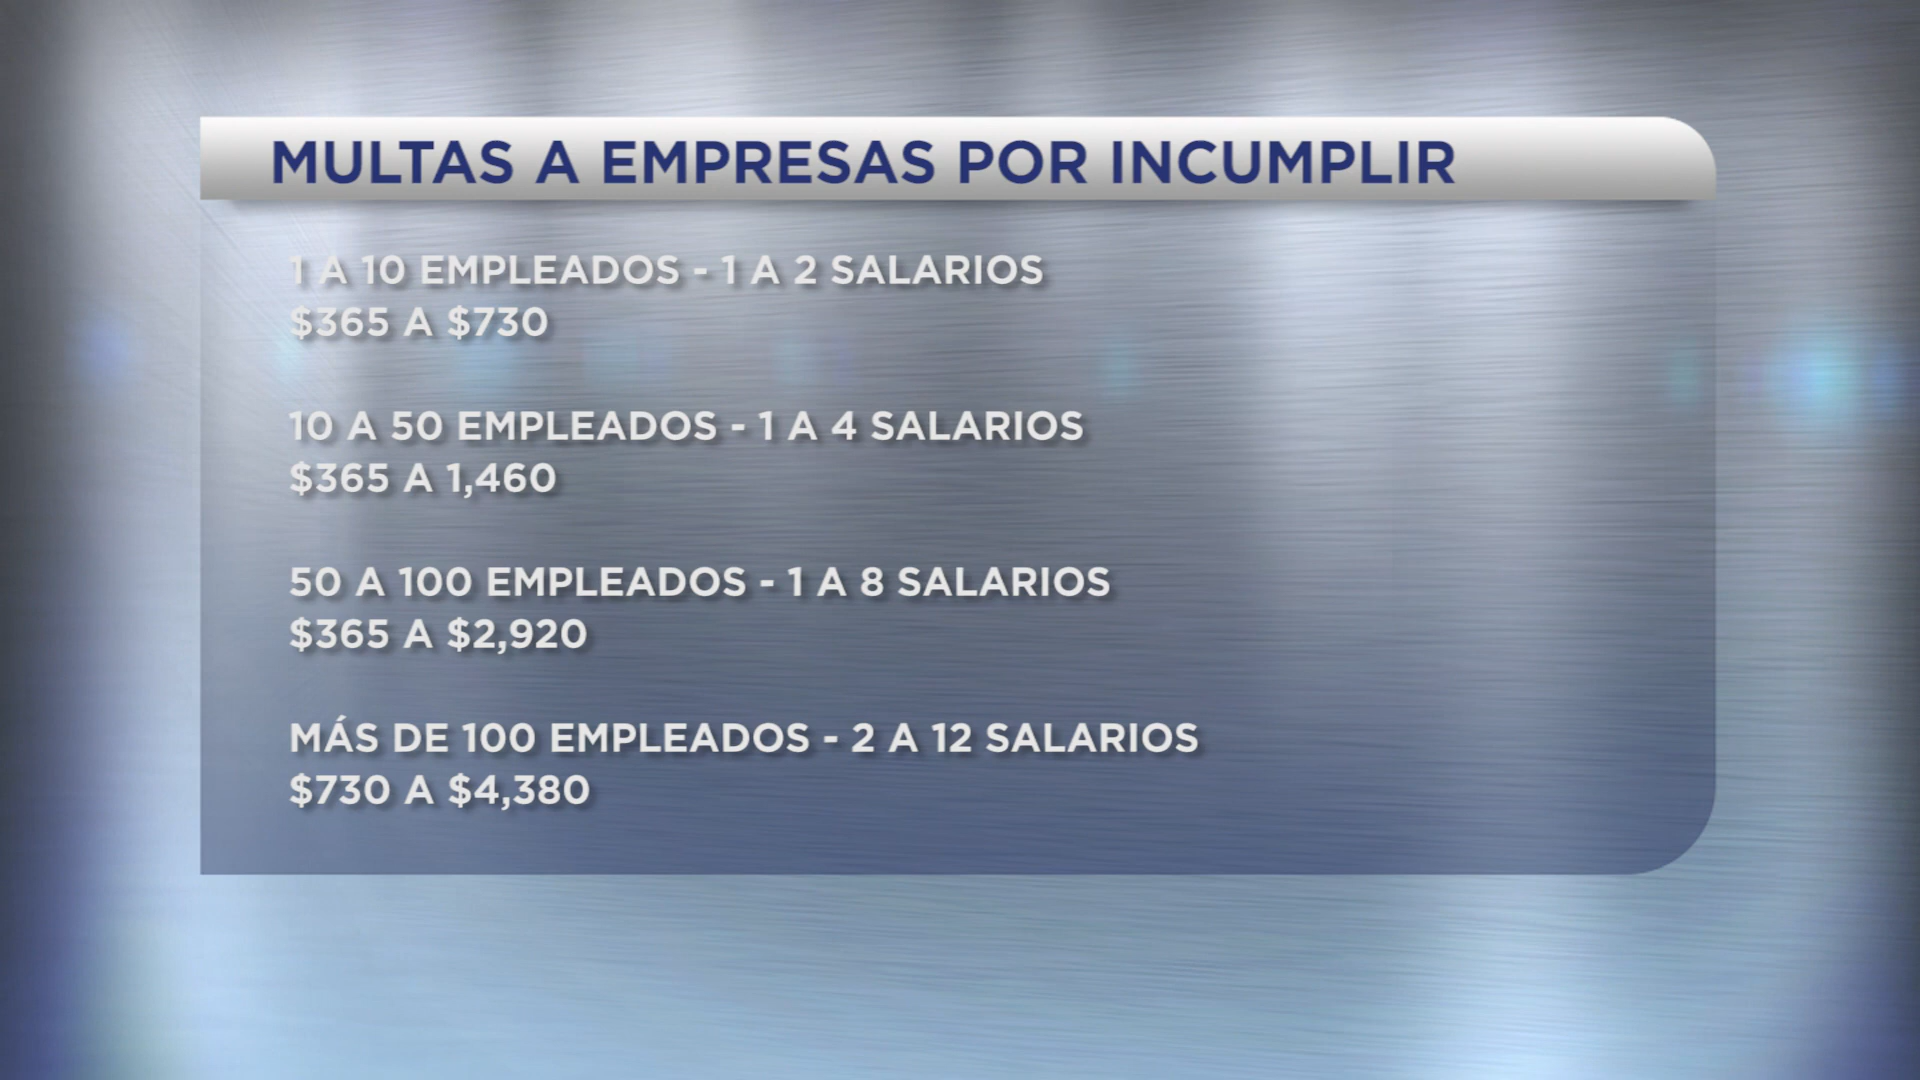 MULTAS A EMPRESAS POR INCUMPLIR
1 A 10 EMPLEADOS - 1 A 2 SALARIOS
$365 A $730
10 A 50 EMPLEADOS - 1 A 4 SALARIOS
$365 A 1,460
50 A 100 EMPLEADOS - 1 A 8 SALARIOS
$365 A $2,920
MÁS DE 100 EMPLEADOS - 2 A 12 SALARIOS
$730 A $4,380